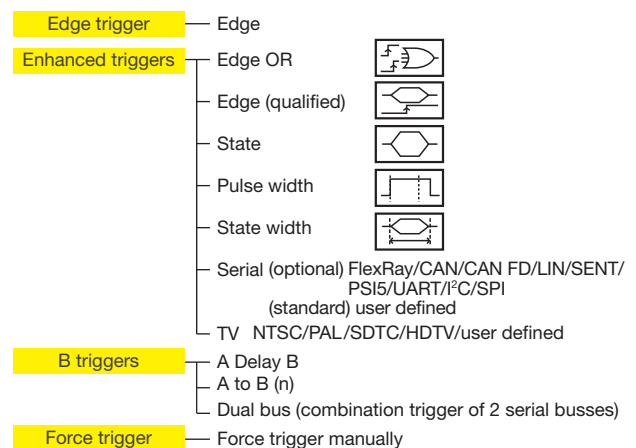 Edge trigger Edge
Enhanced triggers Edge OR
Edge (qualified)
State
Pulse width
State width
Serial (optional) FlexRay/CAN/CAN FD/LIN/SENT/
PSI5/UART/I²C/SPI
(standard) user defined
TV NTSC/PAL/SDTC/HDTV/user defined
B triggers A Delay B
A to B (n)
Dual bus (combination trigger of 2 serial busses)
Force trigger Force trigger manually